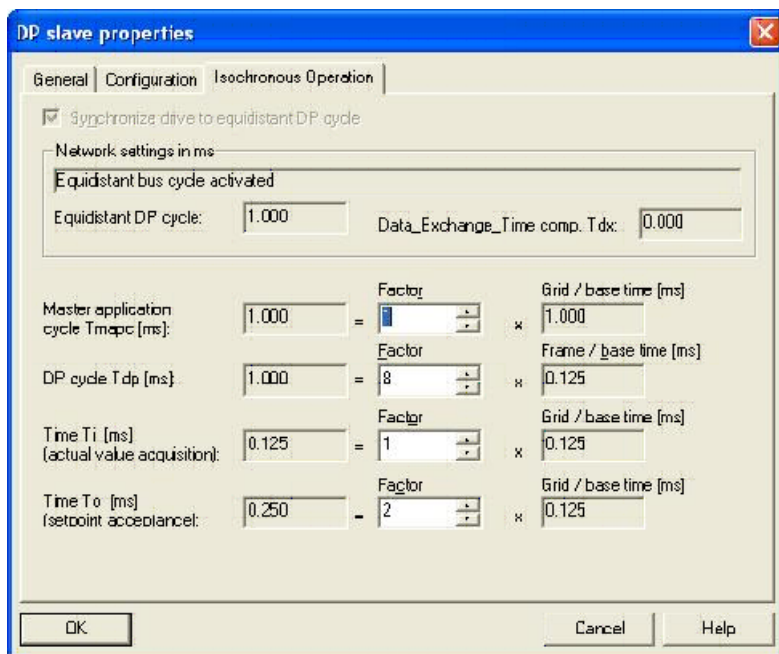 DP slave properties
General Configuration Isochronous Operation
Synchronize drive to equidistant DP cycle
Network settings in ms
Equidistant bus cycle activated
Equidistant DP cycle: 1.000 Data_Exchange_Time comp. Tdx: 0.000
Factor Grid / base time [ms]
Master application
cycle Tmapc [ms]: 1.000 = x 1.000
Factor Frame / base time [ms]
DP cycle Tdp [ms]: 1.000 = 8 x 0.125
Factor Grid / base time [ms]
Time Ti [ms]
(actual value acquisition): 0.125 = 1 x 0.125
Factor Grid / base time [ms]
Time To [ms]
(setpoint acceptance): 0.250 = 2 x 0.125
OK Cancel Help